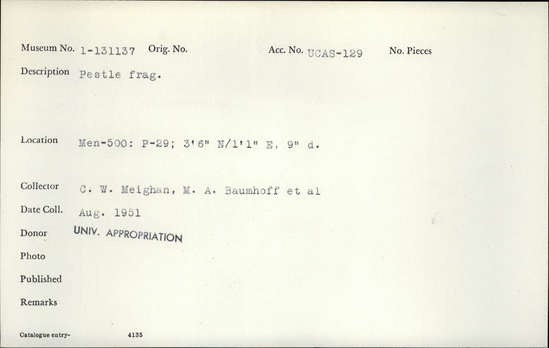 Museum No. 1-131137 Orig. No. Acc. No. UCAS-129 No. Pieces
Description Pestle frag.
Location Men-500: P-29; 3'6" N/1'1" E, 9" d.
Collector C. W. Meighan, M. A. Baumhoff et al
Date Coll. Aug. 1951
Donor UNIV. APPROPRIATION
Photo
Published
Remarks
Catalogue entry- 4135